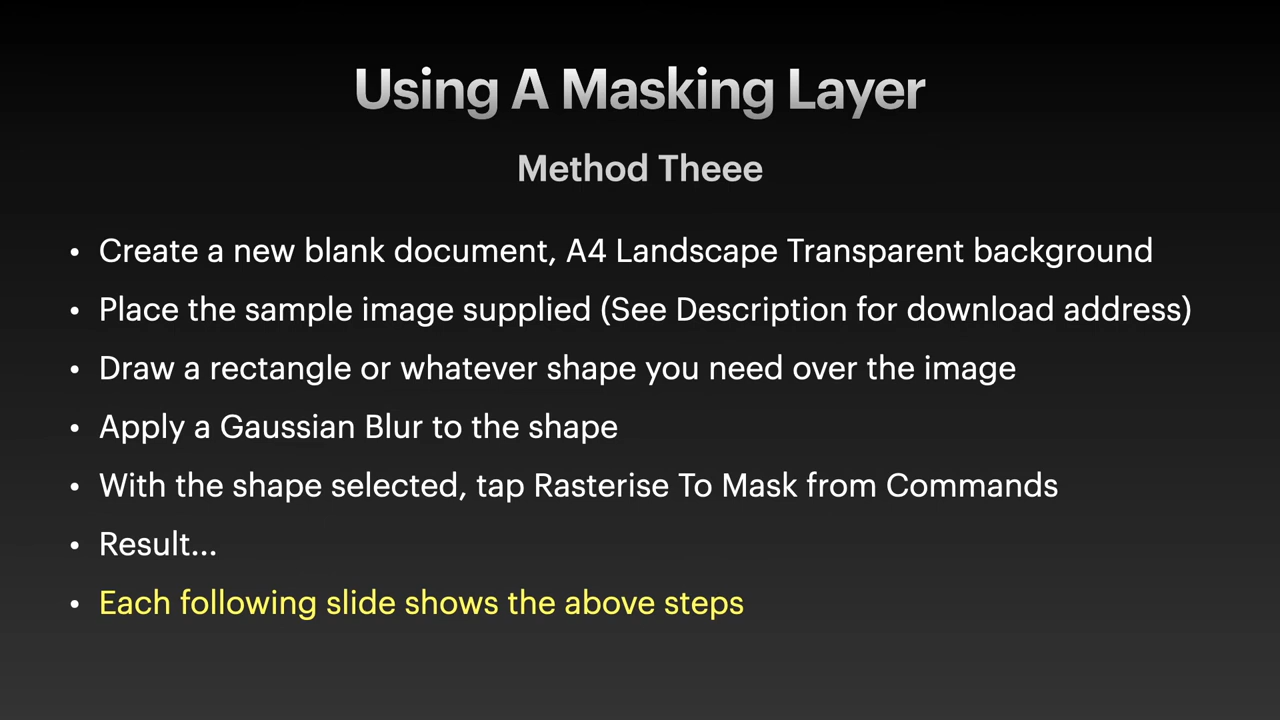 Using A Masking Layer
Method Theee
• Create a new blank document, A4 Landscape Transparent background
• Place the sample image supplied (See Description for download address)
• Draw a rectangle or whatever shape you need over the image
• Apply a Gaussian Blur to the shape
• With the shape selected, tap Rasterise To Mask from Commands
• Result...
• Each following slide shows the above steps